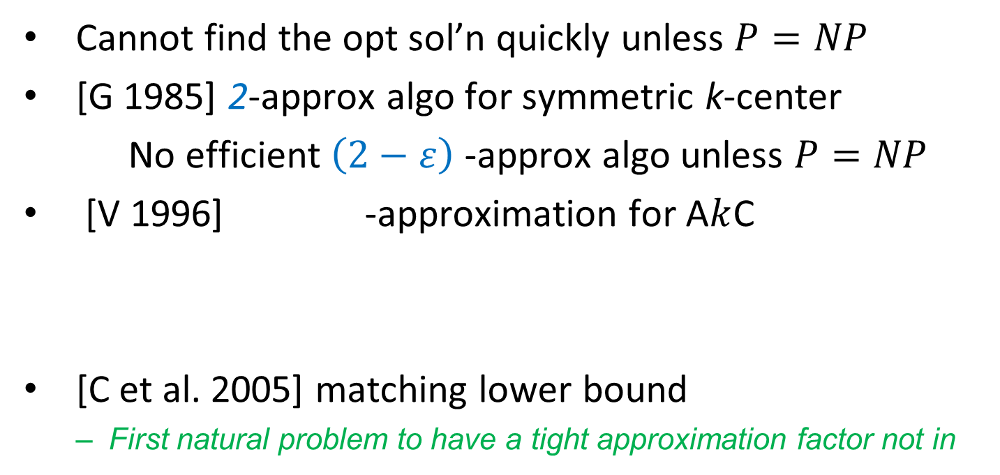 • Cannot find the opt sol’n quickly unless P = NP
• [G 1985] 2-approx algo for symmetric k-center
No efficient (2 − ε) -approx algo unless P = NP
• [V 1996] -approximation for AkC
• [C et al. 2005] matching lower bound
– First natural problem to have a tight approximation factor not in